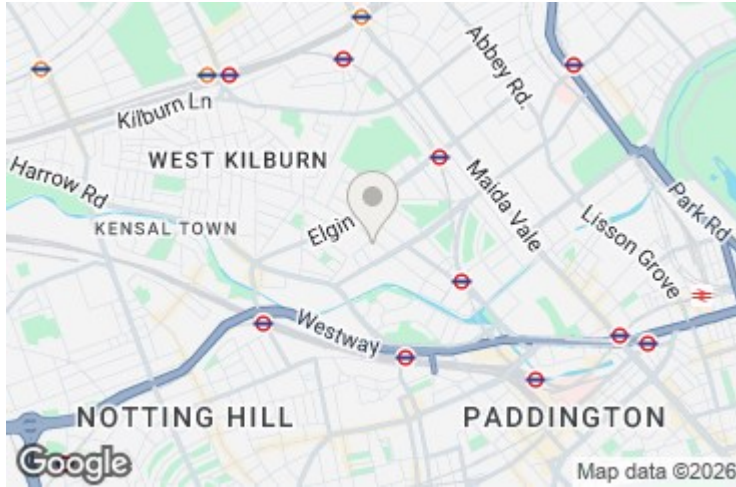 Abbey Rd.
Kilburn Ln
WEST KILBURN
Harrow Rd
Maida Vale
Park Rd
KENSAL TOWN
Elgin
Lisson Grove
Westway
NOTTING HILL
PADDINGTON
Google
Map data ©2026